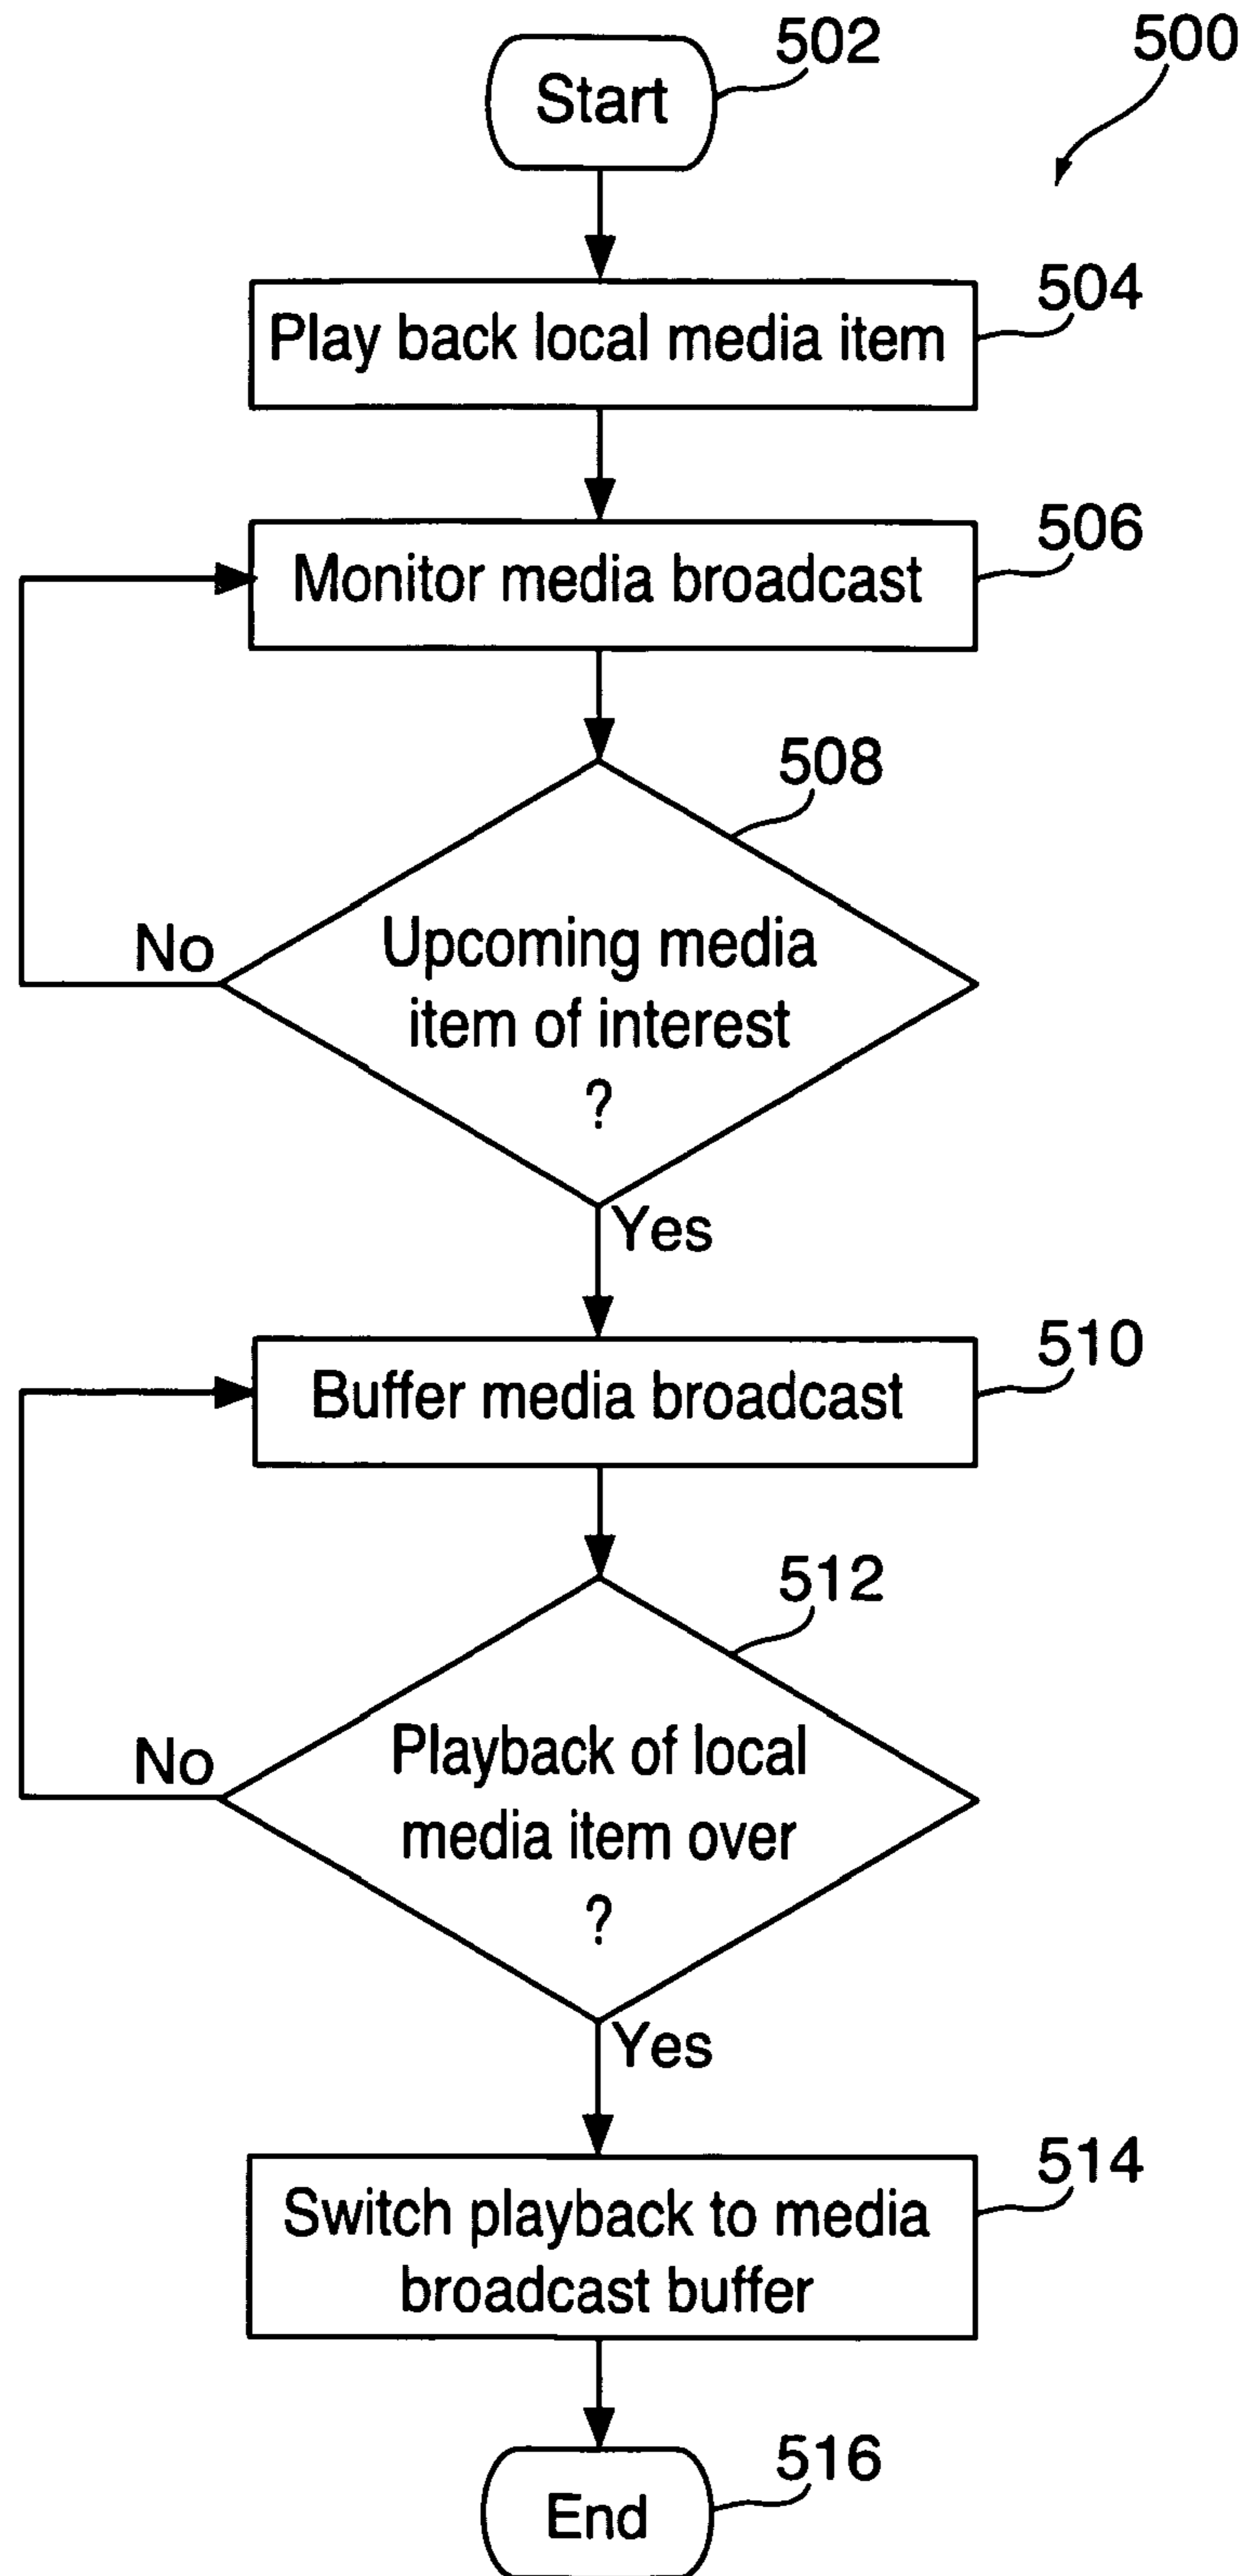 502
500
Start
504
Play back local media item
506
Monitor media broadcast
508
No
Upcoming media
item of interest
?
Yes
510
Buffer media broadcast
512
No
Playback of local
media item over
?
Yes
514
Switch playback to media
broadcast buffer
516
End